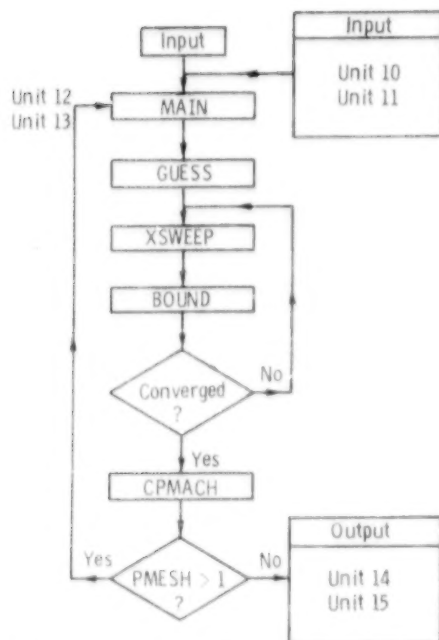 Input
Input
Unit 10
Unit 11
Unit 12
Unit 13
MAIN
GUESS
XSWEEP
BOUND
Converged
?
No
Yes
CPMACH
Yes
PMESH > 1
?
No
Output
Unit 14
Unit 15